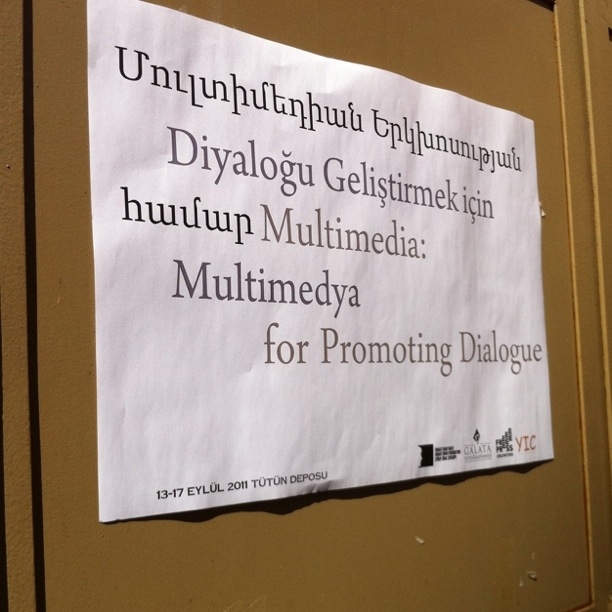 Մուլտիմեդիան Երկխոսության
Diyaloğu Geliştirmek için
համար Multimedia:
Multimedya
for Promoting Dialogue
GALATA
YIC
13-17 EYLÜL 2011 TÜTÜN DEPOSU